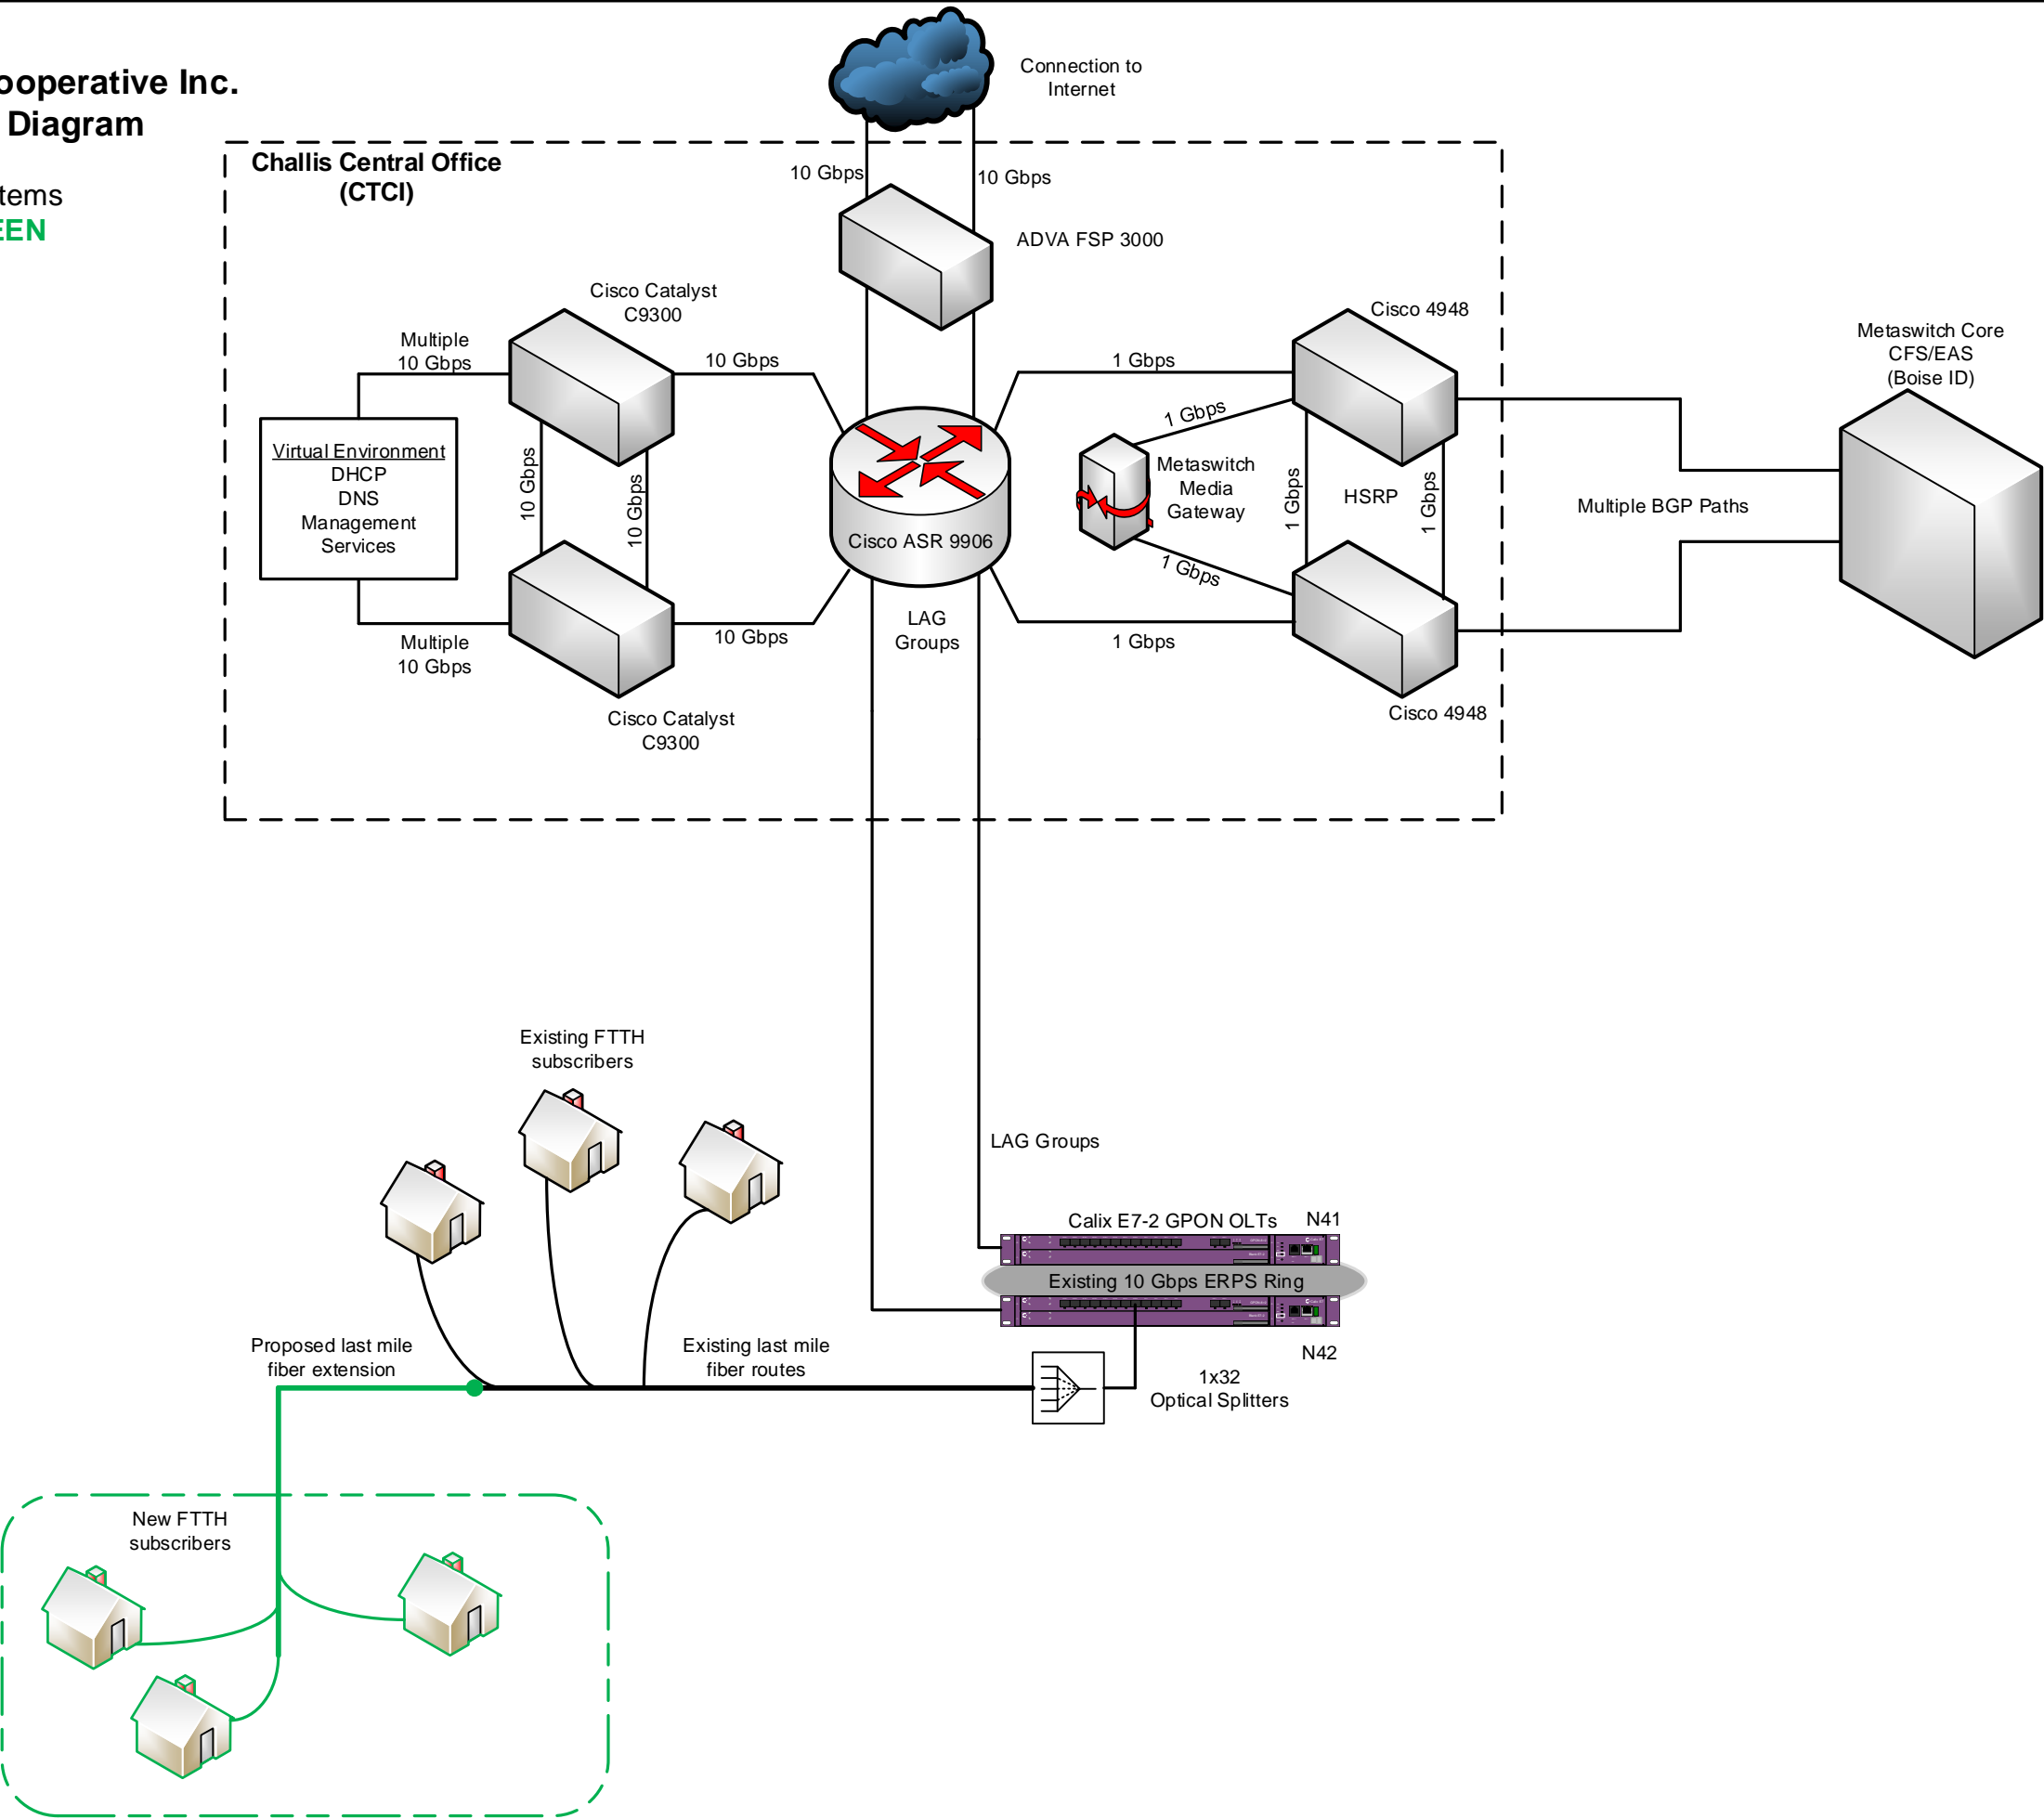 ooperative Inc.
Diagram
tems
EEN
Connection to
Internet
Challis Central Office
(CTCI)
10 Gbps
10 Gbps
ADVA FSP 3000
Cisco Catalyst
C9300
Multiple
10 Gbps
10 Gbps
Virtual Environment
DHCP
DNS
Management
Services
10 Gbps
10 Gbps
Multiple
10 Gbps
10 Gbps
Cisco Catalyst
C9300
Cisco ASR 9906
LAG
Groups
1 Gbps
Cisco 4948
1 Gbps
Metaswitch
Media
Gateway
1 Gbps
1 Gbps
HSRP
1 Gbps
1 Gbps
Cisco 4948
Metaswitch Core
CFS/EAS
(Boise ID)
Multiple BGP Paths
Existing FTTH
subscribers
LAG Groups
Calix E7-2 GPON OLTs
N41
Existing 10 Gbps ERPS Ring
N42
Proposed last mile
fiber extension
Existing last mile
fiber routes
1x32
Optical Splitters
New FTTH
subscribers